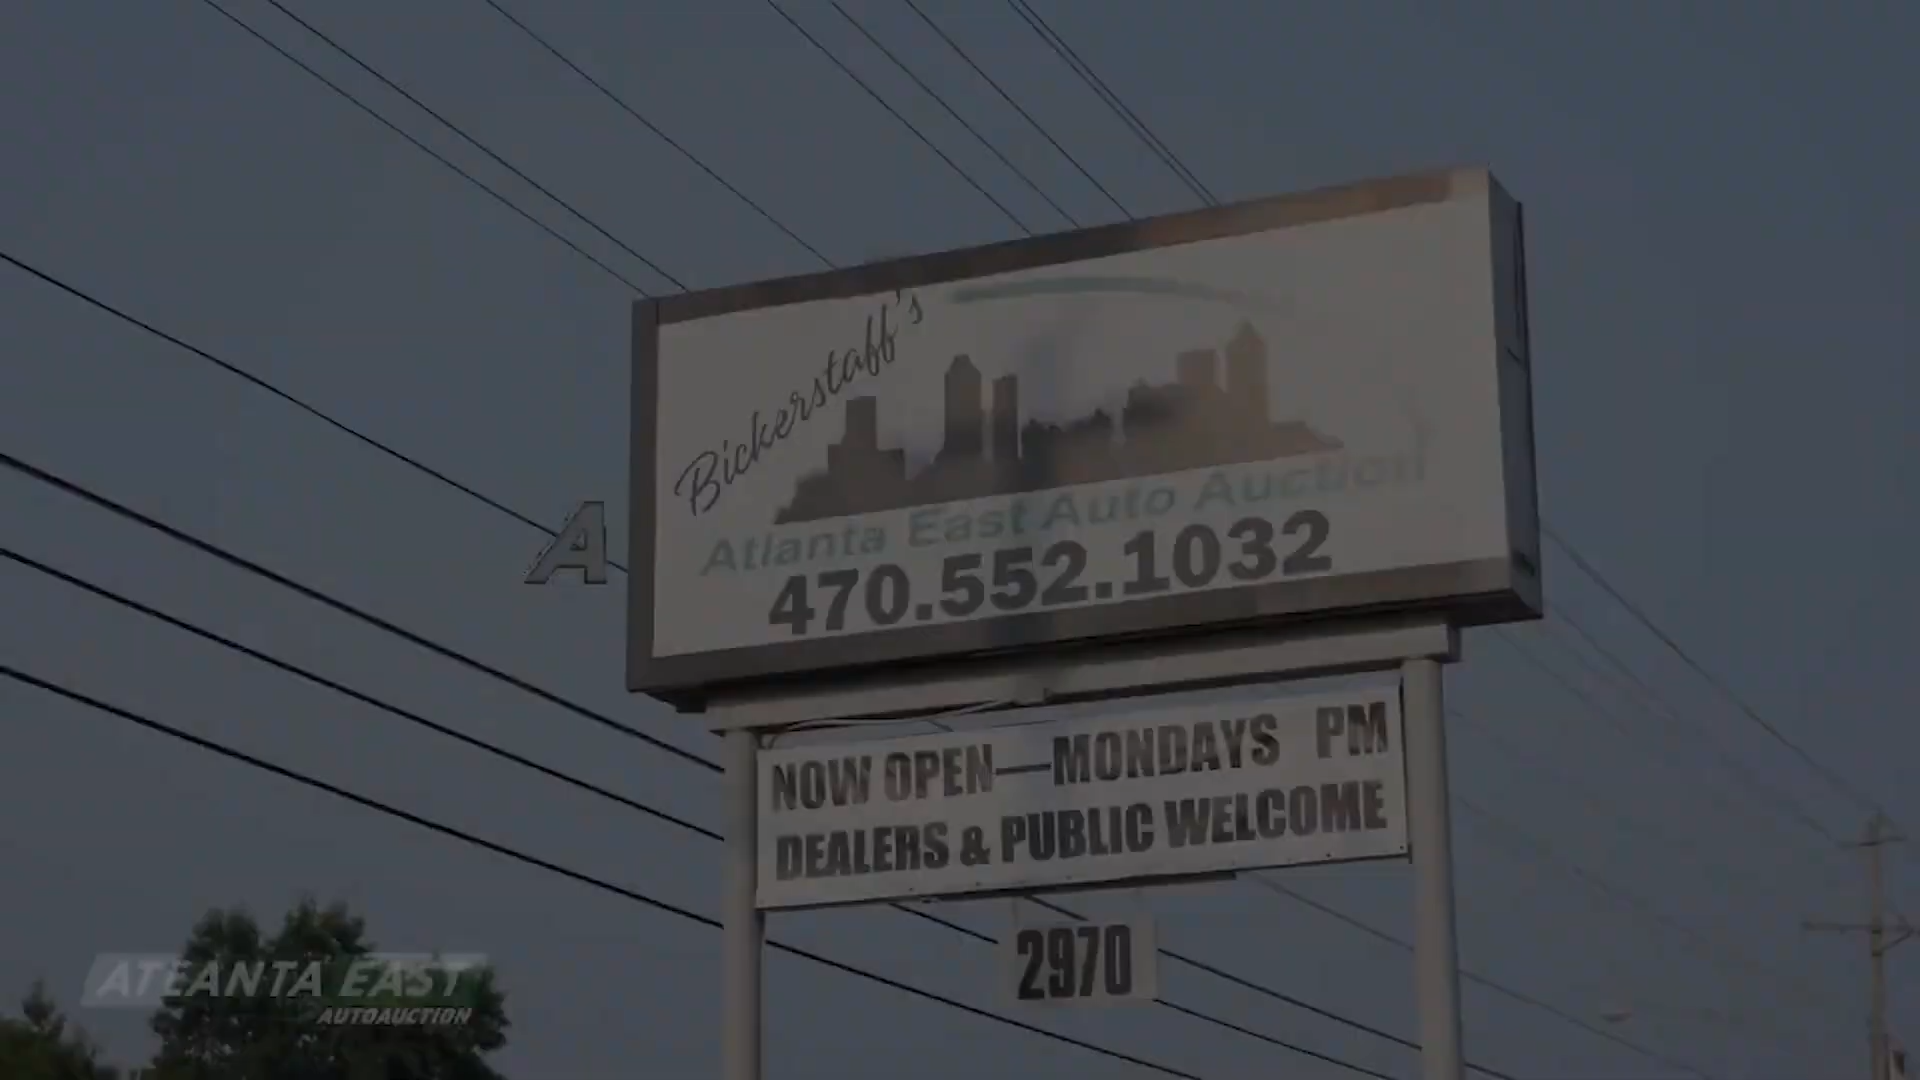 Bickerstaff's
Atlanta East Auto Auction
470.552.1032
A
NOW OPEN—MONDAYS PM
DEALERS & PUBLIC WELCOME
2970
ATLANTA EAST
AUTOAUCTION